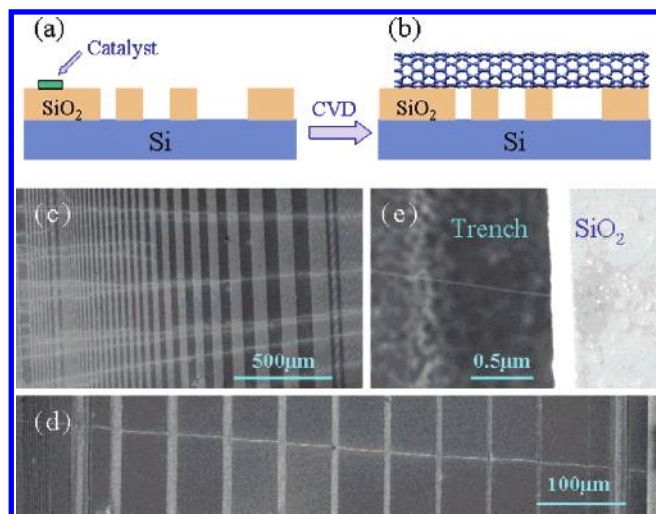 (a)
Catalyst
SiO2
Si
CVD
(b)
SiO2
Si
(c)
500μm
(e)
Trench
SiO2
0.5μm
(d)
100μm